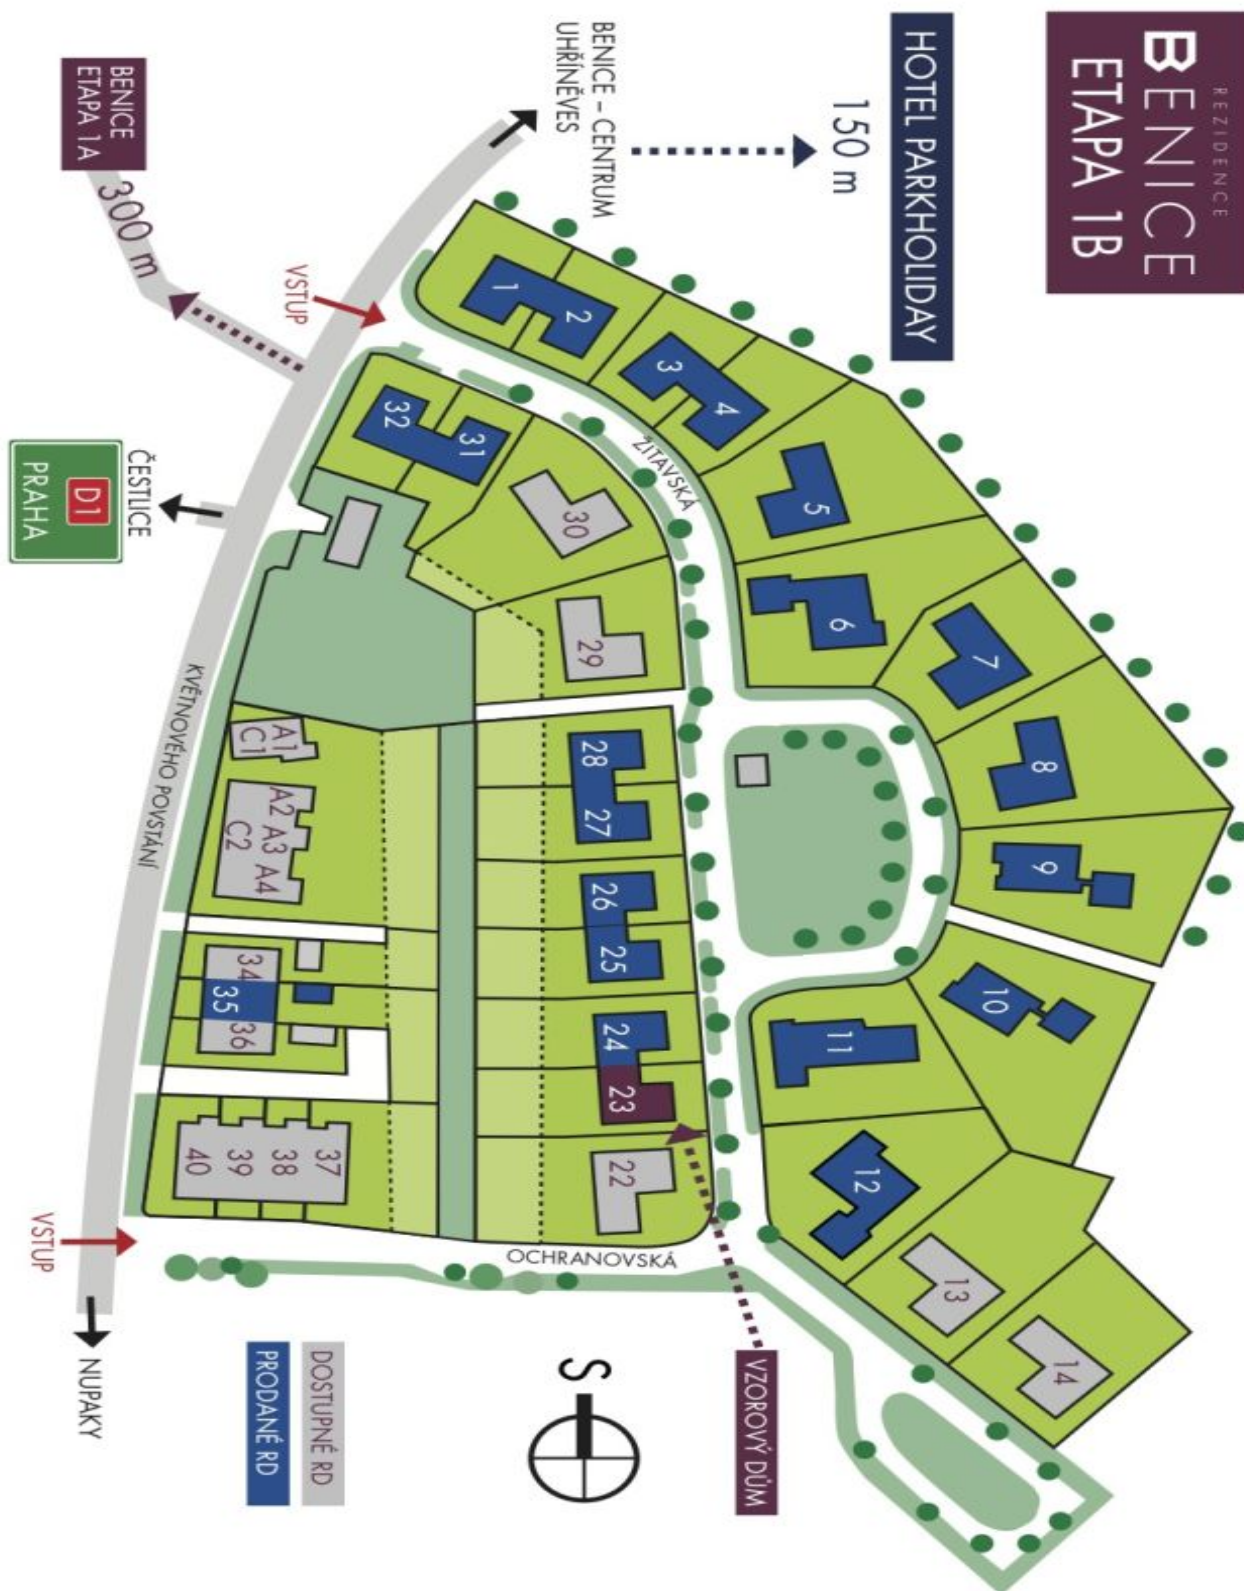 REZIDENCE
BENICE
ETAPA 1B
HOTEL PARKHOLIDAY
150 m
BENICE – CENTRUM
UHŘÍNĚVES
BENICE
ETAPA 1A
300 m
VSTUP
ČESTLICE
D1
PRAHA
KVĚTNOVÉHO POVSTÁNÍ
ŽITAVSKÁ
OCHRANOVSKÁ
VSTUP
NUPAKY
1
2
3
4
5
6
7
8
9
10
11
12
13
14
22
23
24
25
26
27
28
29
30
31
32
A1
C1
A2
A3
A4
C2
34
35
36
37
38
39
40
VZOROVÝ DŮM
S
DOSTUPNÉ RD
PRODANÉ RD